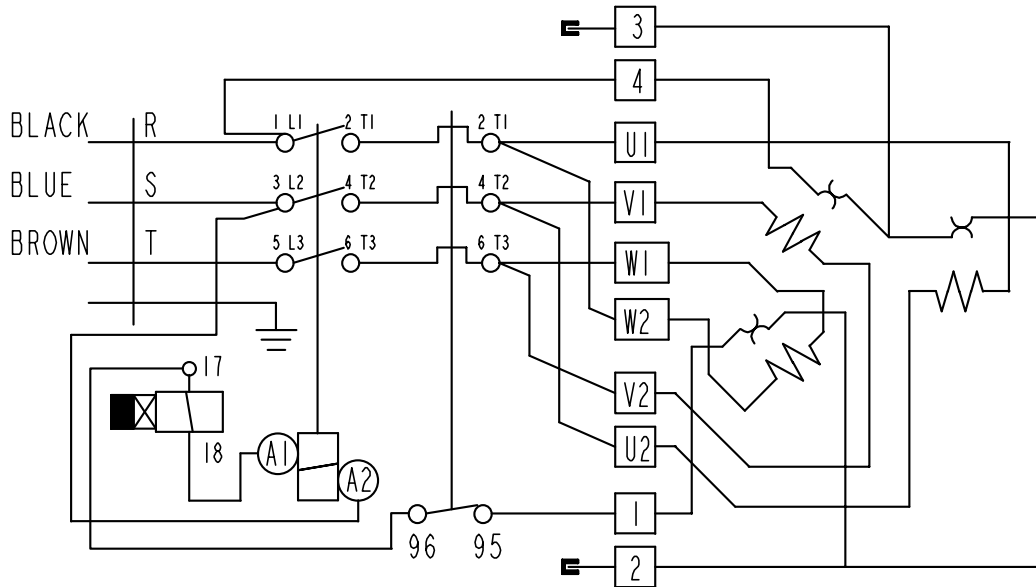 3
4
BLACK R 1 L1 2 T1 2 T1 U1
BLUE S 3 L2 4 T2 4 T2 V1
BROWN T 5 L3 6 T3 6 T3 W1
W2
17
V2
18 A1 U2
A2
1
96 95
2